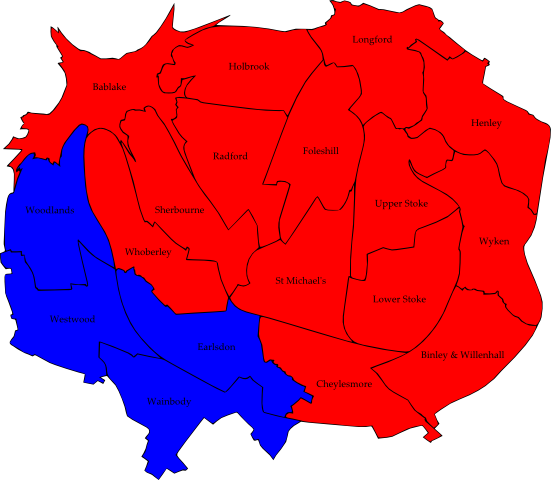 Longford
Holbrook
Bablake
Henley
Foleshill
Radford
Upper Stoke
Sherbourne
Woodlands
Wyken
Whoberley
St Michael's
Lower Stoke
Westwood
Earlsdon
Binley & Willenhall
Cheylesmore
Wainbody